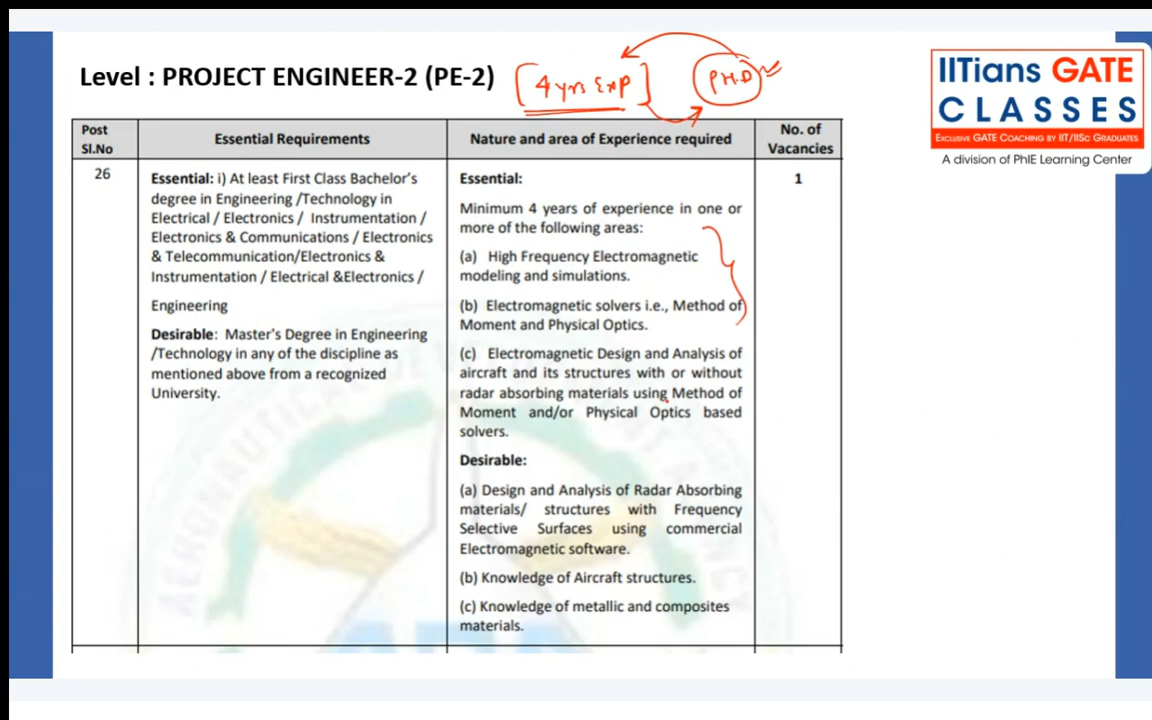 Level : PROJECT ENGINEER-2 (PE-2) [4 yrs Exp] PH.D
IITians GATE
CLASSES
EXCLUSIVE GATE COACHING BY IIT/IISc GRADUATES
A division of PhIE Learning Center
Post
Sl.No
Essential Requirements
Nature and area of Experience required
No. of
Vacancies
26
Essential: i) At least First Class Bachelor's
degree in Engineering /Technology in
Electrical / Electronics / Instrumentation /
Electronics & Communications / Electronics
& Telecommunication/Electronics &
Instrumentation / Electrical &Electronics /
Engineering
Desirable: Master's Degree in Engineering
/Technology in any of the discipline as
mentioned above from a recognized
University.
Essential:
Minimum 4 years of experience in one or
more of the following areas:
(a) High Frequency Electromagnetic
modeling and simulations.
(b) Electromagnetic solvers i.e., Method of
Moment and Physical Optics.
(c) Electromagnetic Design and Analysis of
aircraft and its structures with or without
radar absorbing materials using Method of
Moment and/or Physical Optics based
solvers.
Desirable:
(a) Design and Analysis of Radar Absorbing
materials/ structures with Frequency
Selective Surfaces using commercial
Electromagnetic software.
(b) Knowledge of Aircraft structures.
(c) Knowledge of metallic and composites
materials.
1